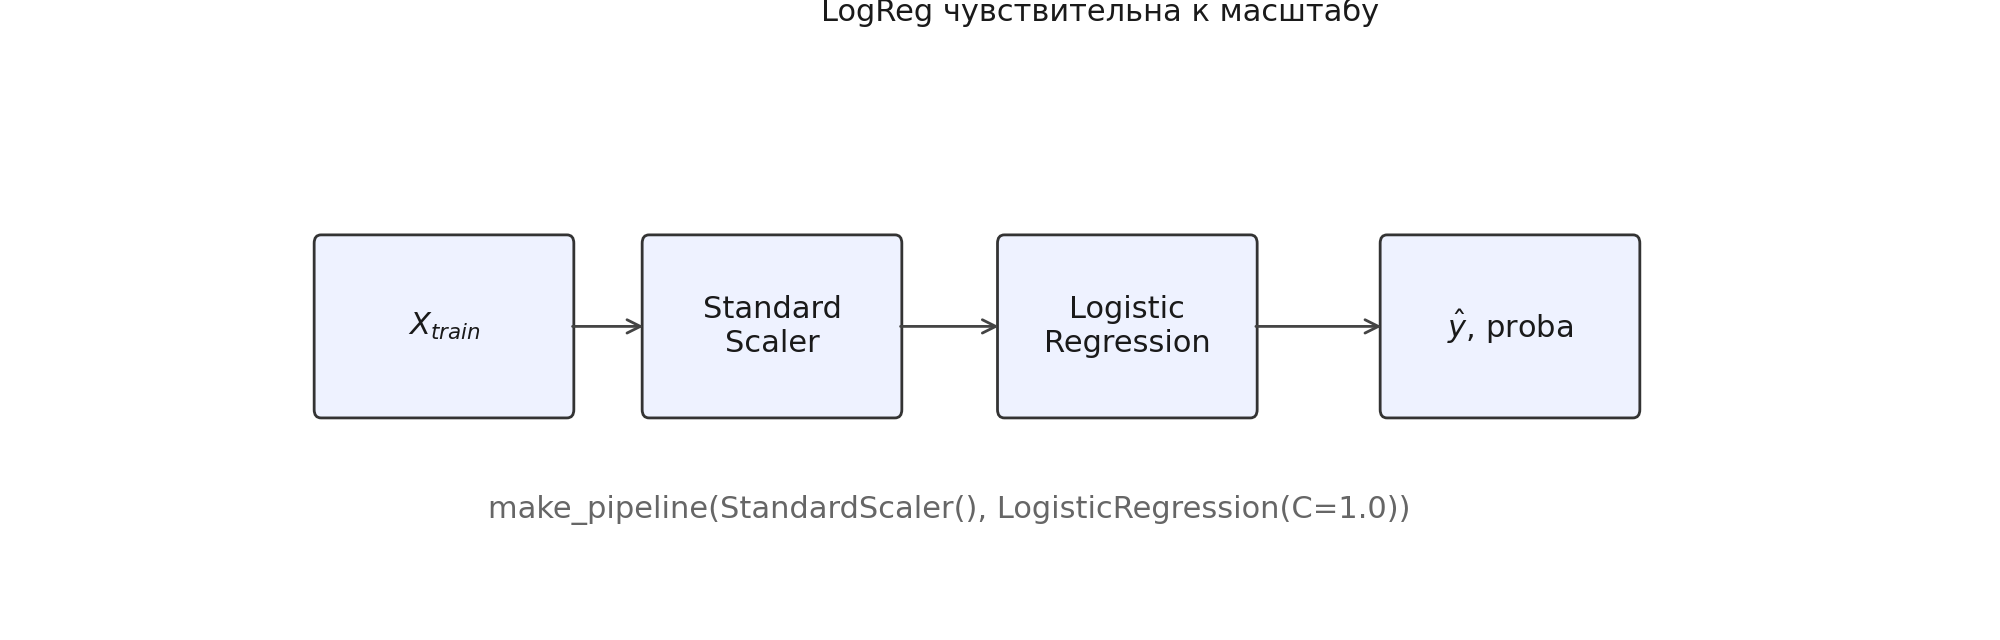 LogReg чувствительна к масштабу
X_train
Standard
Scaler
Logistic
Regression
ŷ, proba
make_pipeline(StandardScaler(), LogisticRegression(C=1.0))